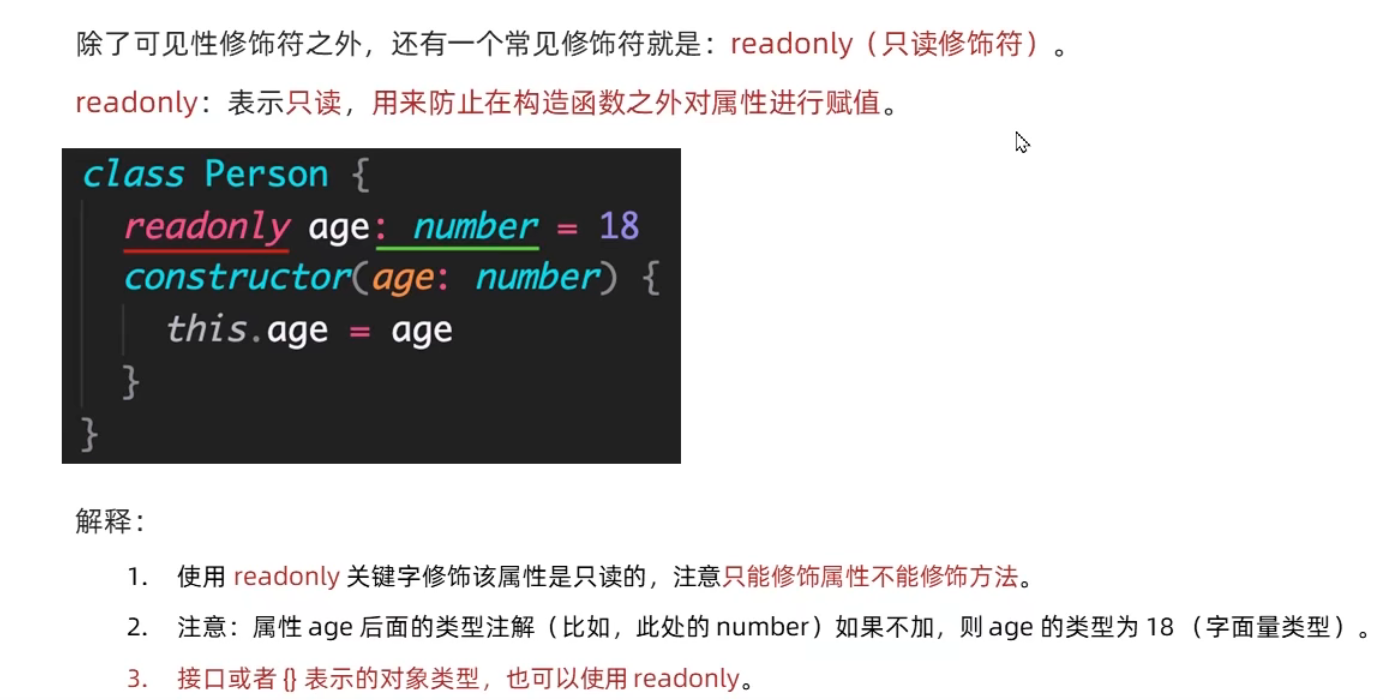 除了可见性修饰符之外，还有一个常见修饰符就是：readonly（只读修饰符）。
readonly：表示只读，用来防止在构造函数之外对属性进行赋值。
class Person {
readonly age: number = 18
constructor(age: number) {
this.age = age
}
}
解释：
1. 使用 readonly 关键字修饰该属性是只读的，注意只能修饰属性不能修饰方法。
2. 注意：属性 age 后面的类型注解（比如，此处的 number）如果不加，则 age 的类型为 18 （字面量类型）。
3. 接口或者 {} 表示的对象类型，也可以使用 readonly。